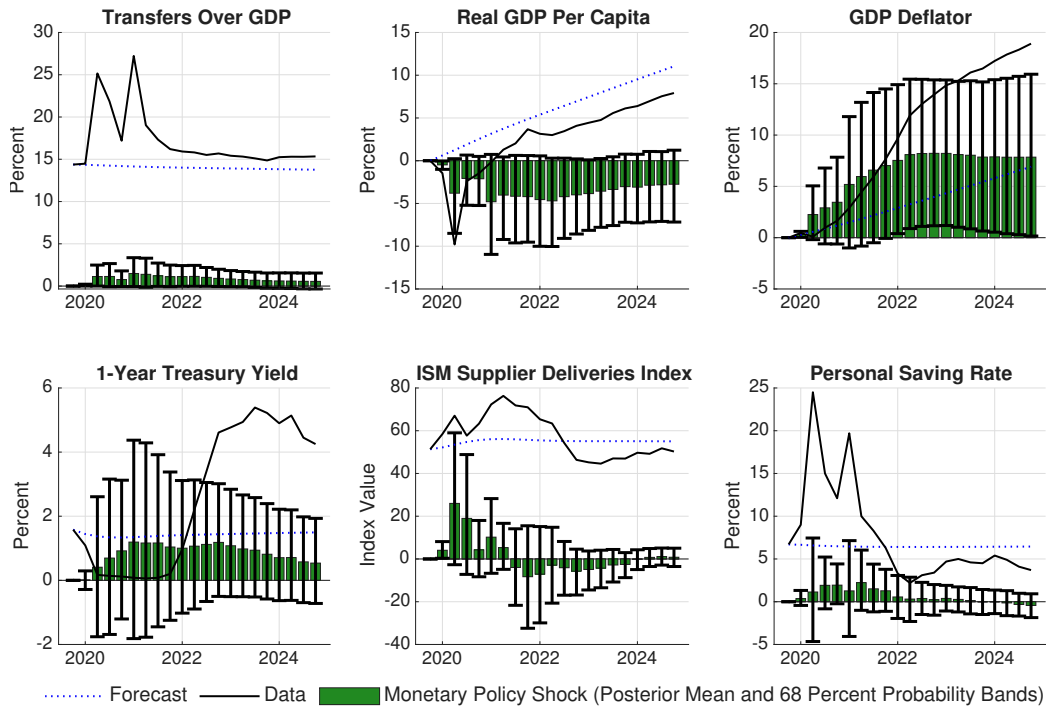 Transfers Over GDP
Real GDP Per Capita
GDP Deflator
30
25
20
15
10
5
0
Percent
2020 2022 2024
15
10
5
0
-5
-10
-15
Percent
2020 2022 2024
20
15
10
5
0
-5
Percent
2020 2022 2024
1-Year Treasury Yield
ISM Supplier Deliveries Index
Personal Saving Rate
6
4
2
0
-2
Percent
2020 2022 2024
80
60
40
20
0
-20
-40
Index Value
2020 2022 2024
25
20
15
10
5
0
-5
Percent
2020 2022 2024
Forecast Data Monetary Policy Shock (Posterior Mean and 68 Percent Probability Bands)